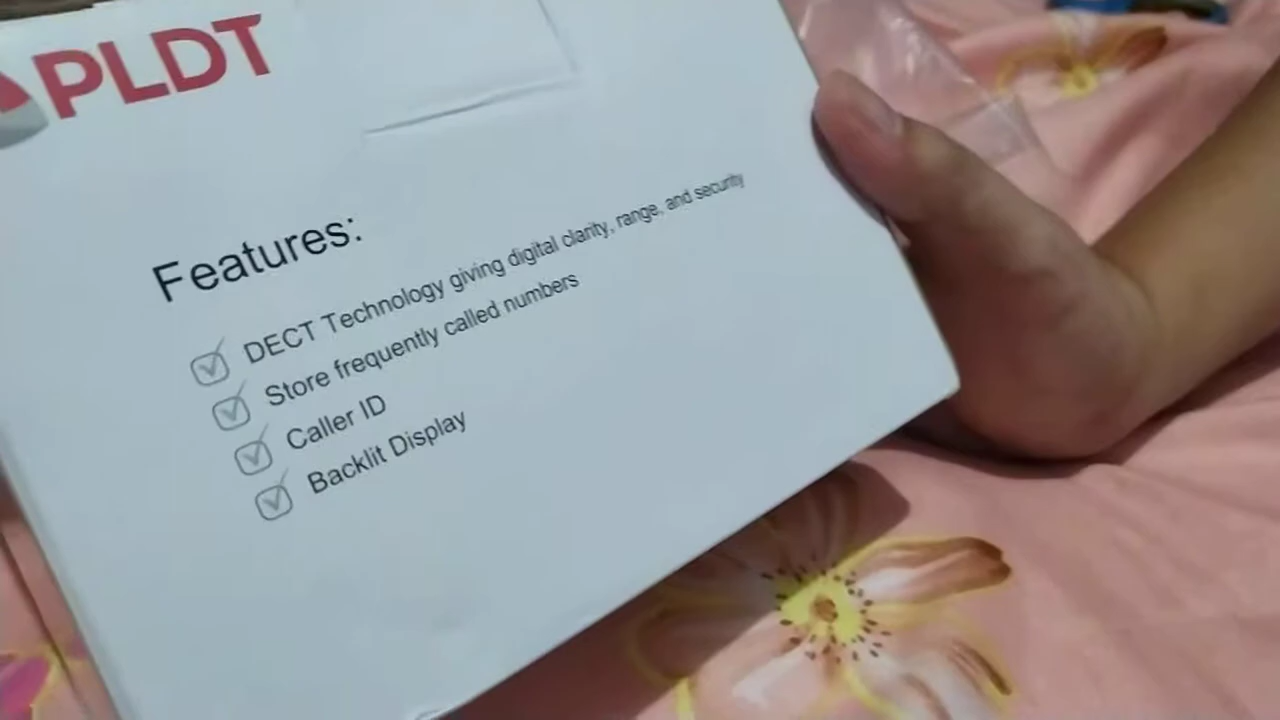 PLDT
Features:
DECT Technology giving digital clarity, range, and security
Store frequently called numbers
Caller ID
Backlit Display